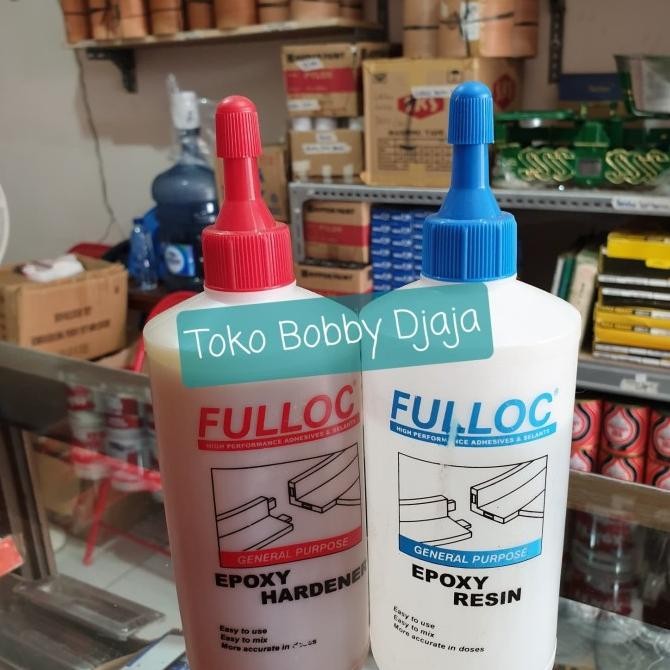 Toko Bobby Djaja
FULLOC®
HIGH PERFORMANCE ADHESIVES & SELANTS
GENERAL PURPOSE
EPOXY
HARDENER
Easy to use
Easy to mix
More accurate in doses
FULLOC®
HIGH PERFORMANCE ADHESIVES & SELANTS
GENERAL PURPOSE
EPOXY
RESIN
Easy to use
Easy to mix
More accurate in doses